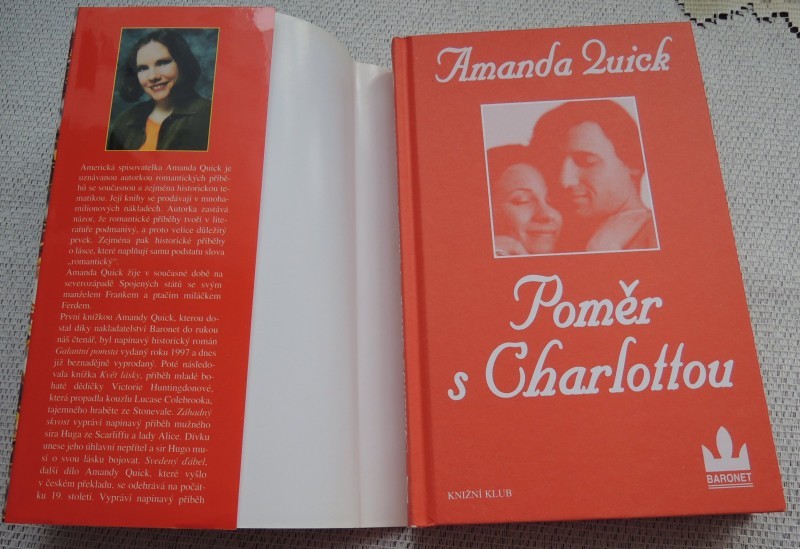 Americká spisovatelka Amanda Quick je
uznávanou autorkou romantických příbě-
hů se současnou a zejména historickou te-
matikou. Její knihy se prodávají v mnoha-
milionových nákladech. Autorka zastává
názor, že romantické příběhy tvoří v lite-
ratuře podmanivý, a proto velice důležitý
prvek. Zejména pak historické příběhy
o lásce, které naplňují samu podstatu slova
„romantický“.
Amanda Quick žije v současné době na
severozápadě Spojených států se svým
manželem Frankem a ptačím miláčkem
Ferdem.
První knížkou Amandy Quick, kterou do-
stal díky nakladatelství Baronet do rukou
náš čtenář, byl napínavý historický román
Galantní pomsta vydaný roku 1997 a dnes
již beznadějně vyprodaný. Poté násled o-
vala knížka Květ lásky, příběh mladé bo-
haté dědičky Victorie Huntingdonové,
která propadla kouzlu Lucase Colebrooka,
tajemného hraběte ze Stonevale. Záhadný
skvost vypráví napínavý příběh mužného
sira Huga ze Scarliffu a lady Alice. Dívku
unese jeho úhlavní nepřítel a sir Hugo mu-
sí o svou lásku bojovat. Svedený ďábel,
další dílo Amandy Quick, které vyšlo
v českém překladu, se odehrává na počát-
ku 19. století. Vypráví napínavý příběh
Amanda Quick
Poměr
s Charlottou
KNIŽNÍ KLUB
BARONET